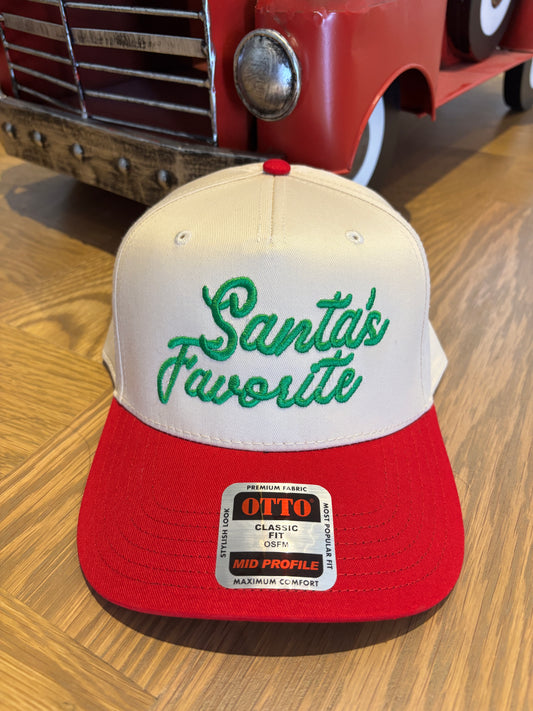 Santa's
Favorite
PREMIUM FABRIC
OTTO
STYLISH LOOK
CLASSIC
FIT
OSFM
MOST POPULAR FIT
MID PROFILE
MAXIMUM COMFORT